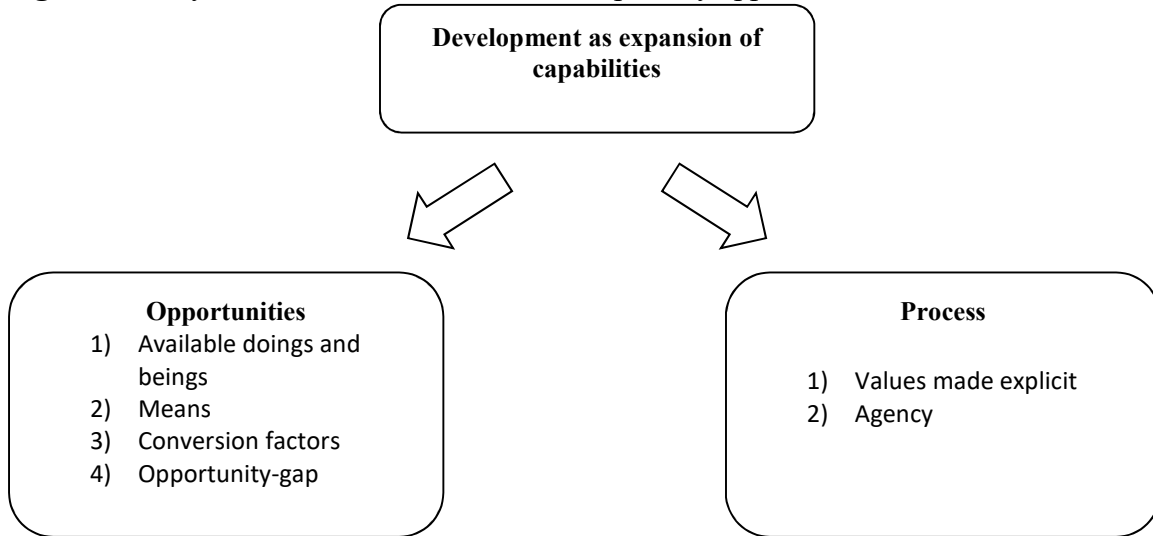 Development as expansion of
capabilities
Opportunities
1) Available doings and
beings
2) Means
3) Conversion factors
4) Opportunity-gap
Process
1) Values made explicit
2) Agency